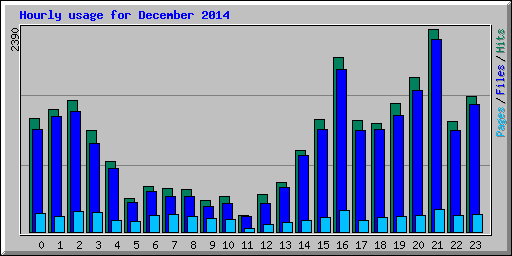 Hourly usage for December 2014
2390
Pages / Files / Hits
0 1 2 3 4 5 6 7 8 9 10 11 12 13 14 15 16 17 18 19 20 21 22 23